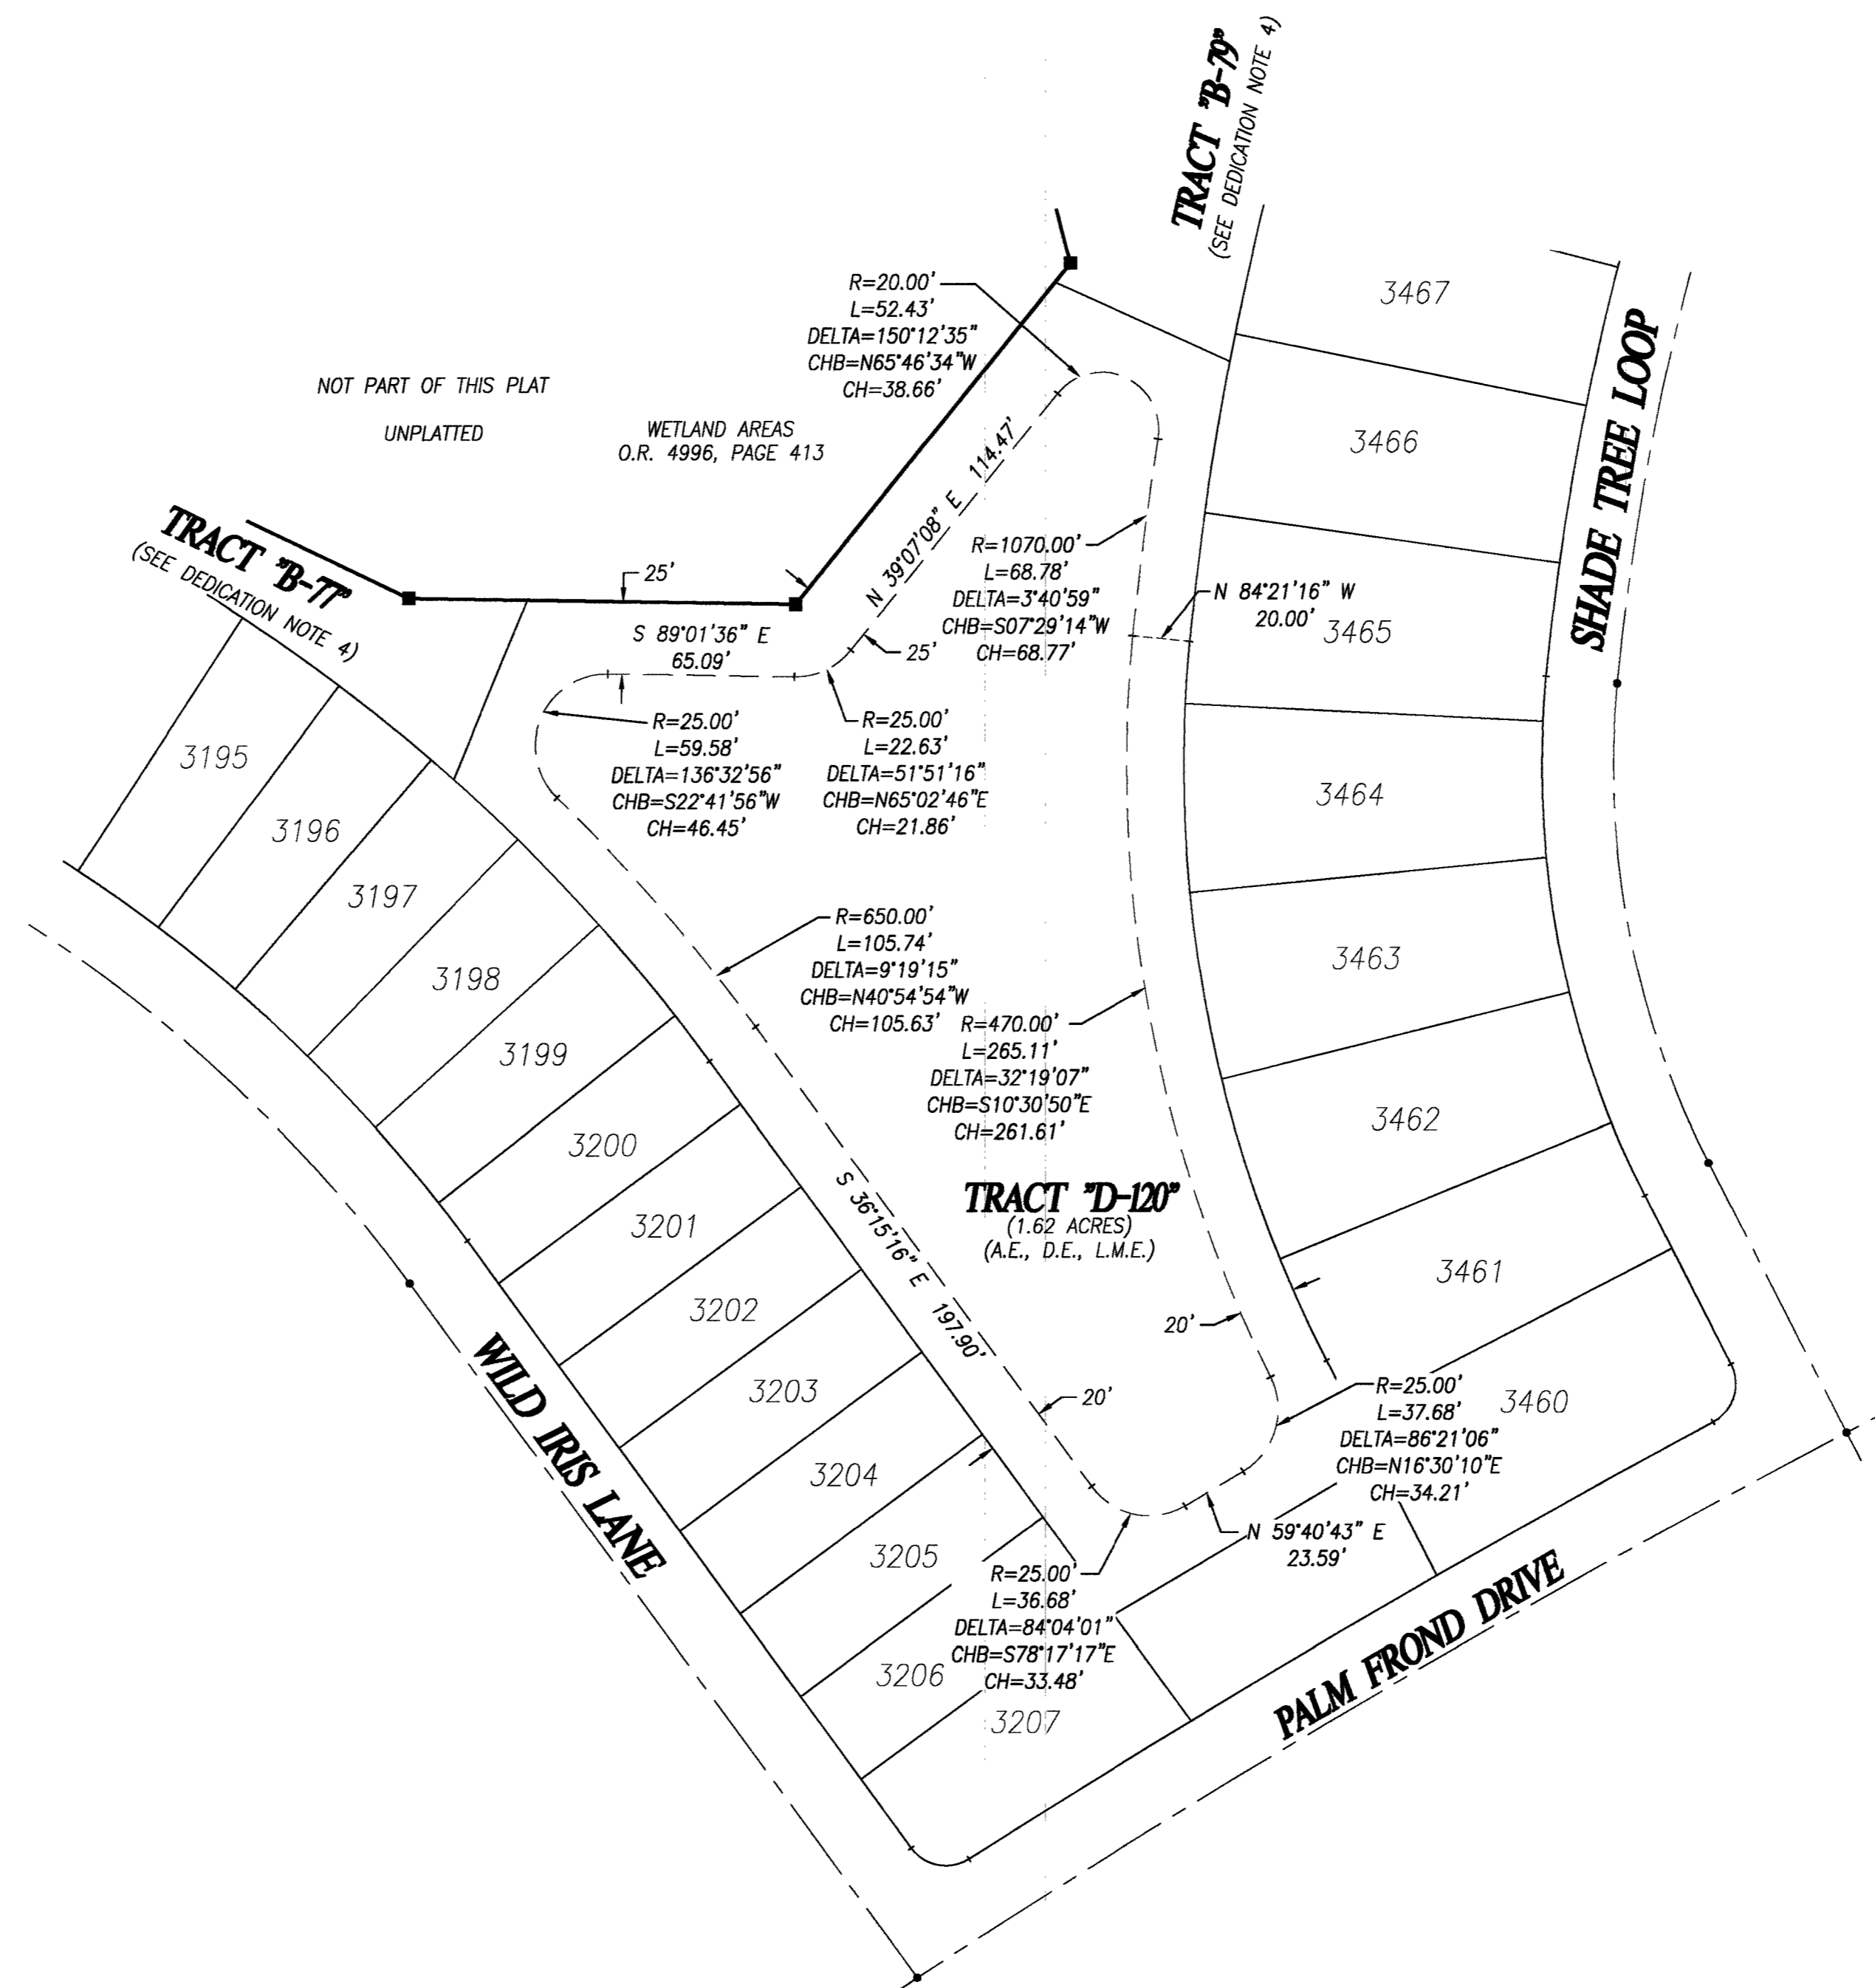 TRACT "B-79"
(SEE DEDICATION NOTE 4)
R=20.00'
L=52.43'
DELTA=150°12'35"
CHB=N65°46'34"W
CH=38.66'
3467
SHADE TREE LOOP
NOT PART OF THIS PLAT
UNPLATTED
WETLAND AREAS
O.R. 4996, PAGE 413
3466
N 39°07'08" E 114.47'
TRACT "B-77"
(SEE DEDICATION NOTE 4)
25'
R=1070.00'
L=68.78'
DELTA=3°40'59"
CHB=S07°29'14"W
CH=68.77'
N 84°21'16" W
20.00'
3465
S 89°01'36" E
65.09'
25'
R=25.00'
L=59.58'
DELTA=136°32'56"
CHB=S22°41'56"W
CH=46.45'
R=25.00'
L=22.63'
DELTA=51°51'16"
CHB=N65°02'46"E
CH=21.86'
3195
3464
3196
3197
R=650.00'
L=105.74'
DELTA=9°19'15"
CHB=N40°54'54"W
CH=105.63'
3463
3198
R=470.00'
L=265.11'
DELTA=32°19'07"
CHB=S10°30'50"E
CH=261.61'
3199
3462
3200
S 36°15'16" E 197.90'
TRACT "D-120"
(1.62 ACRES)
(A.E., D.E., L.M.E.)
3201
3461
3202
20'
WILD IRIS LANE
3203
20'
R=25.00'
L=37.68'
DELTA=86°21'06"
CHB=N16°30'10"E
CH=34.21'
3460
3204
N 59°40'43" E
23.59'
3205
R=25.00'
L=36.68'
DELTA=84°04'01"
CHB=S78°17'17"E
CH=33.48'
PALM FROND DRIVE
3206
3207